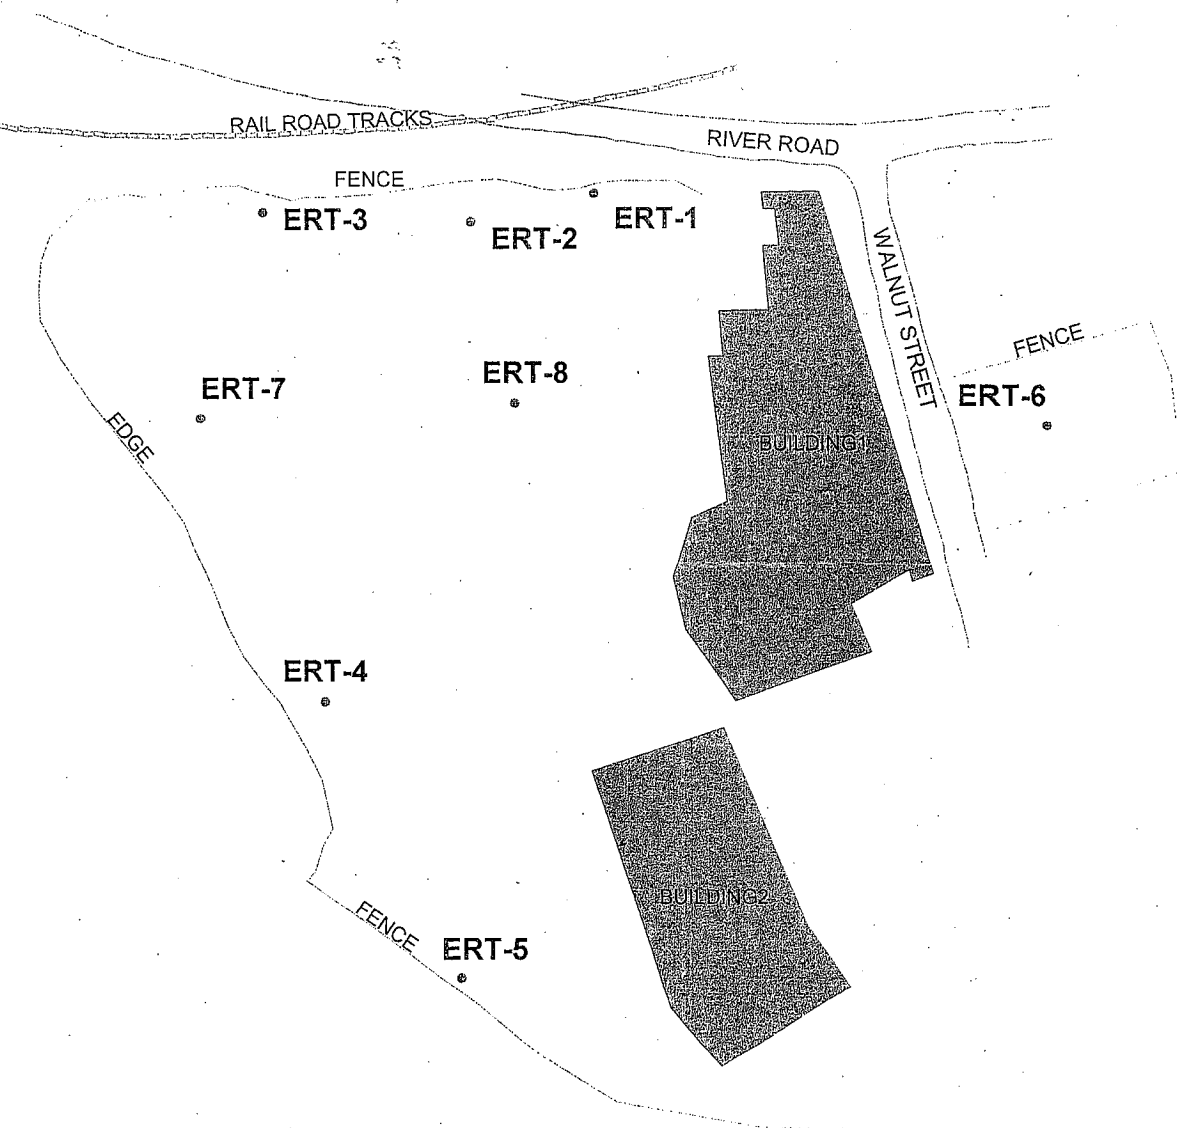 RAIL ROAD TRACKS
RIVER ROAD
FENCE
ERT-3
ERT-2
ERT-1
WALNUT STREET
FENCE
ERT-7
ERT-8
ERT-6
EDGE
BUILDING1
ERT-4
BUILDING2
FENCE
ERT-5